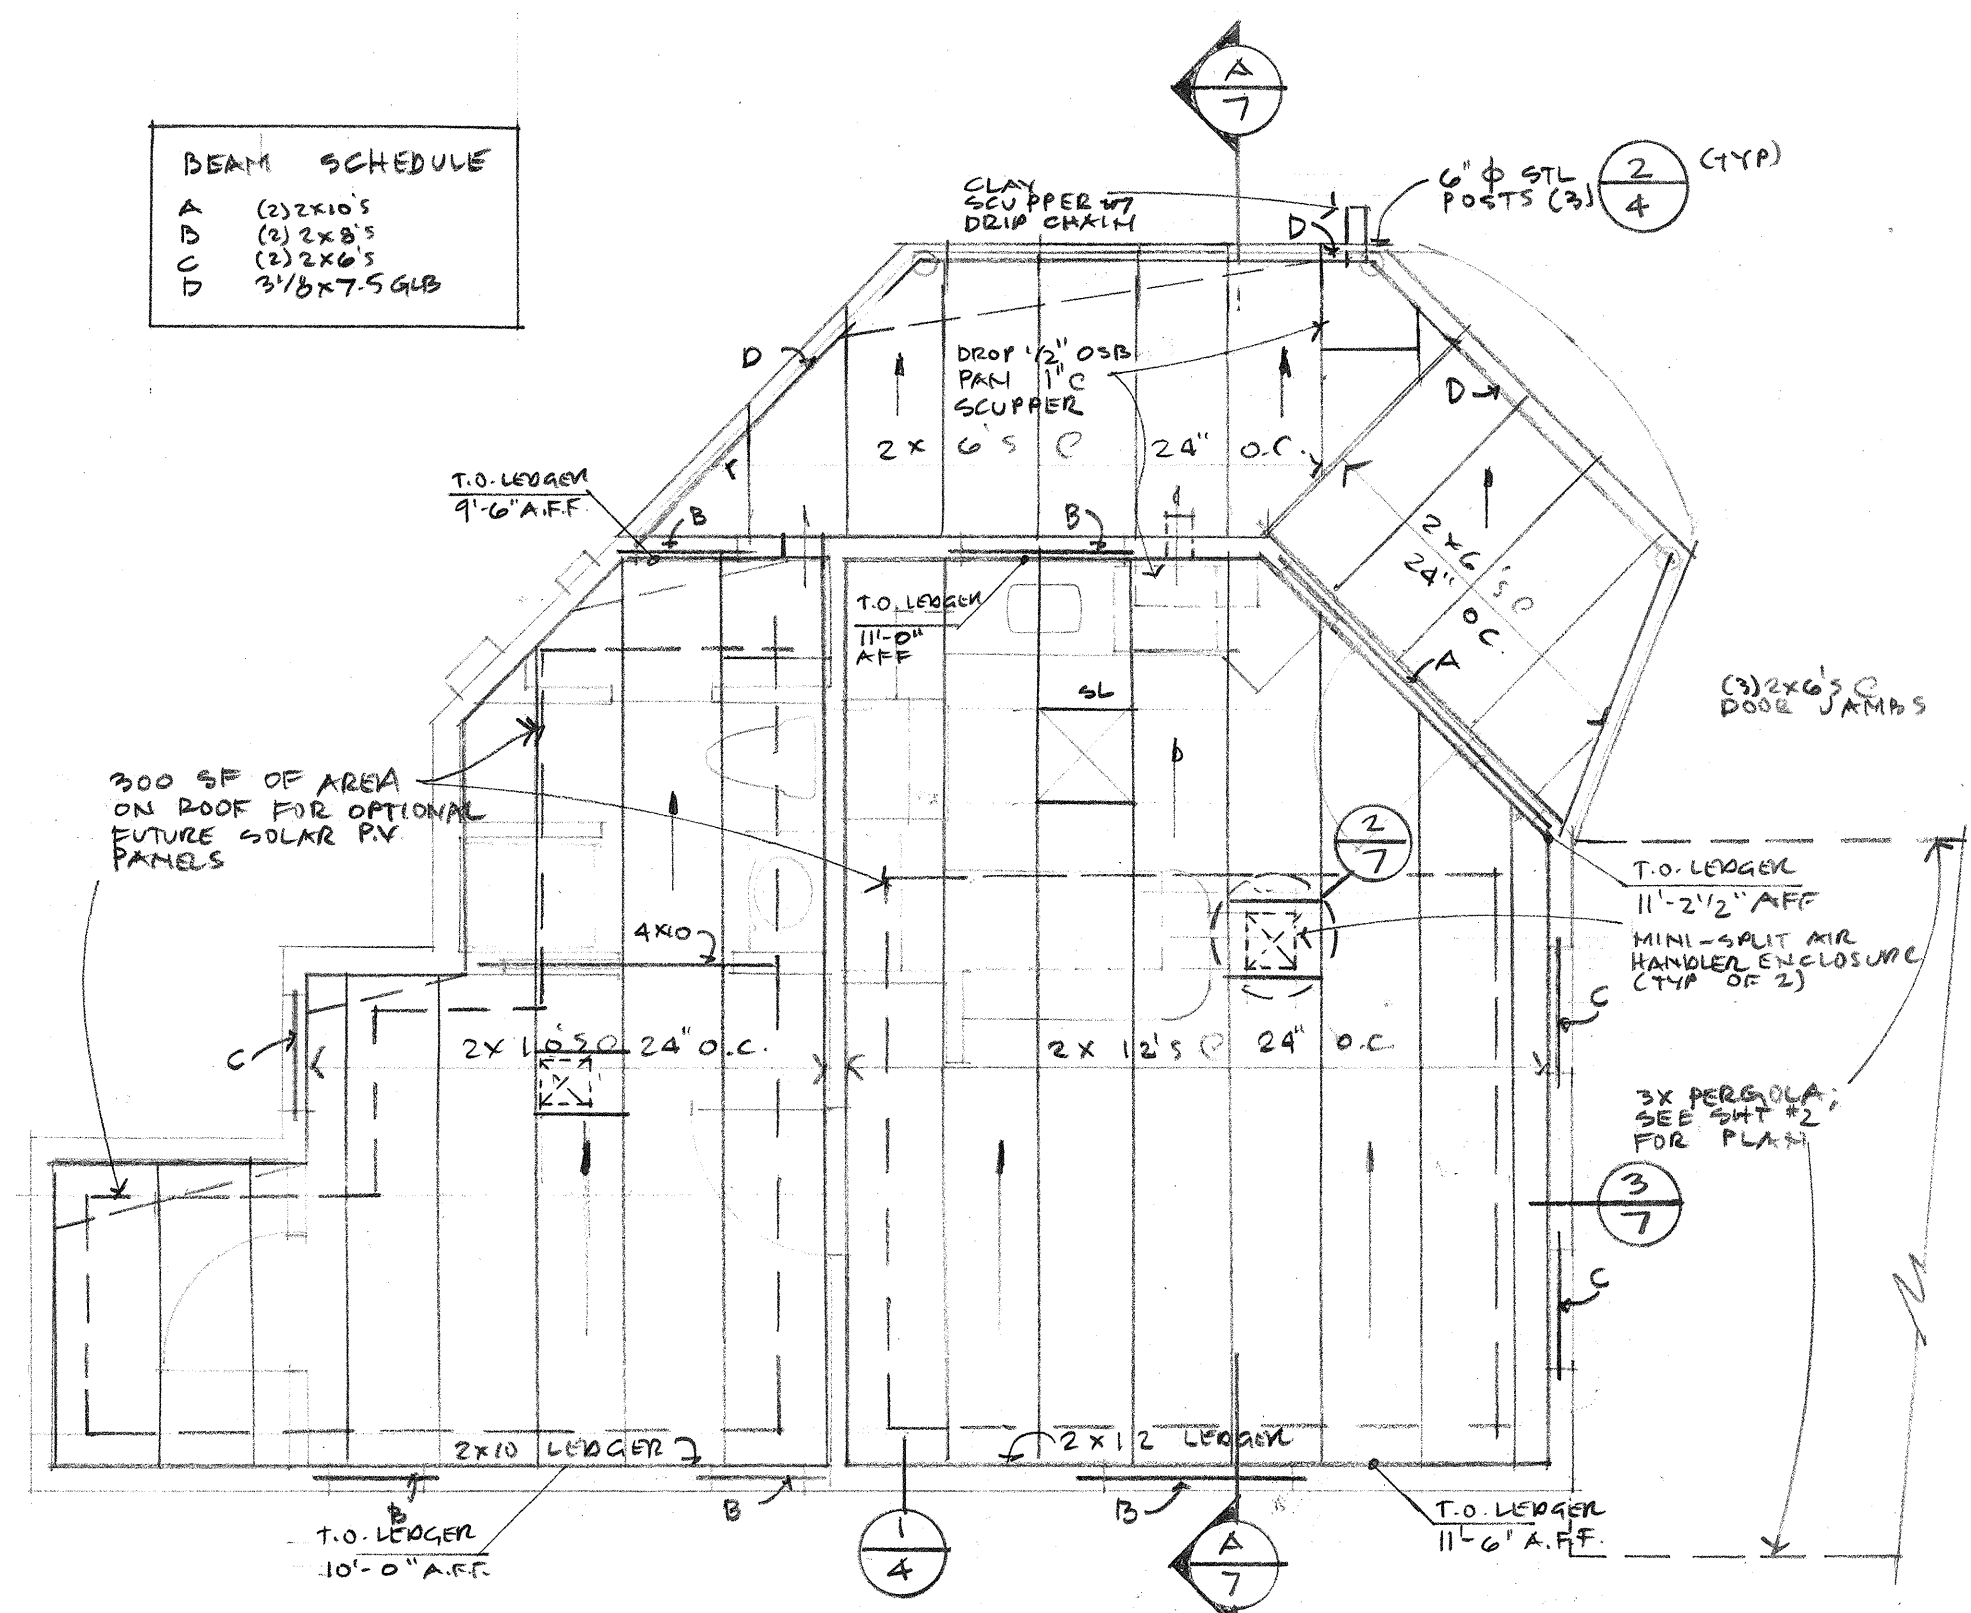 A
7
BEAM SCHEDULE
A (2) 2X10'S
B (2) 2X8'S
C (2) 2X6'S
D 3 1/8 X 7.5 GLB
CLAY
SCUPPER W/
DRIP CHAIN
D
6" Φ STL
POSTS (3)
2
4
(TYP)
D
DROP 1/2" OSB
PAN 1" @
SCUPPER
D
2 X 6'S @ 24" O.C.
T.O. LEDGER
9'-6" A.F.F.
B
B
2X6'S @
24" O.C.
T.O. LEDGER
11'-0"
AFF
A
SL
(3) 2X6'S @
DOOR JAMBS
300 SF OF AREA
ON ROOF FOR OPTIONAL
FUTURE SOLAR P.V.
PANELS
2
7
T.O. LEDGER
11'-2 1/2" AFF
4X10
MINI-SPLIT AIR
HANDLER ENCLOSURE
(TYP OF 2)
C
C
2X10'S @ 24" O.C.
2 X 12'S @ 24" O.C.
3X PERGOLA;
SEE SHT #2
FOR PLAN
3
7
C
2X10 LEDGER
2X12 LEDGER
B
B
B
T.O. LEDGER
10'-0" A.F.F.
1
4
A
7
T.O. LEDGER
11'-6" A.F.F.